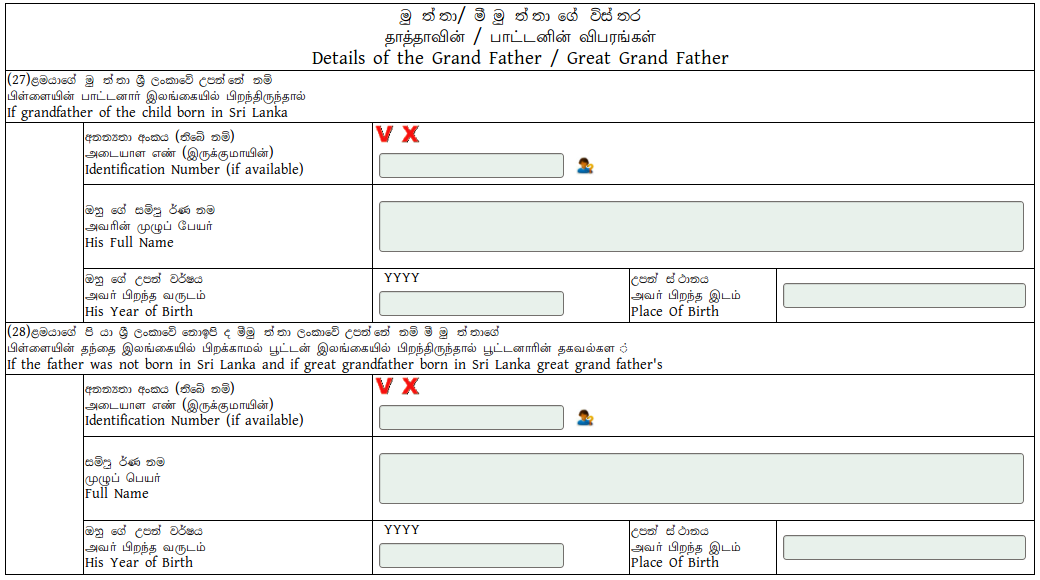 මුත්තා/ මී මුත්තා ගේ විස්තර
தாத்தாவின் / பாட்டனின் விபரங்கள்
Details of the Grand Father / Great Grand Father
(27)ළමයාගේ මුත්තා ශ්‍රී ලංකාවේ උපත්තේ නම්
பிள்ளையின் பாட்டனார் இலங்கையில் பிறந்திருந்தால்
If grandfather of the child born in Sri Lanka
අනන්‍යතා අංකය (තිබේ නම්)
அடையாள எண் (இருக்குமாயின்)
Identification Number (if available)
V X
ඔහු ගේ සම්පූර්ණ නම
அவரின் முழுப் பேயர்
His Full Name
ඔහු ගේ උපන් වර්ෂය
அவர் பிறந்த வருடம்
His Year of Birth
YYYY
උපන් ස්ථානය
அவர் பிறந்த இடம்
Place Of Birth
(28)ළමයාගේ පියා ශ්‍රී ලංකාවේ නොඉපිද මීමුත්තා ලංකාවේ උපත්තේ නම් මී මුත්තාගේ
பிள்ளையின் தந்தை இலங்கையில் பிறக்காமல் பூட்டன் இலங்கையில் பிறந்திருந்தால் பூட்டனாரின் தகவல்கள ்
If the father was not born in Sri Lanka and if great grandfather born in Sri Lanka great grand father's
අනන්‍යතා අංකය (තිබේ නම්)
அடையாள எண் (இருக்குமாயின்)
Identification Number (if available)
V X
සම්පූර්ණ නම
முழுப் பெயர்
Full Name
ඔහු ගේ උපන් වර්ෂය
அவர் பிறந்த வருடம்
His Year of Birth
YYYY
උපන් ස්ථානය
அவர் பிறந்த இடம்
Place Of Birth